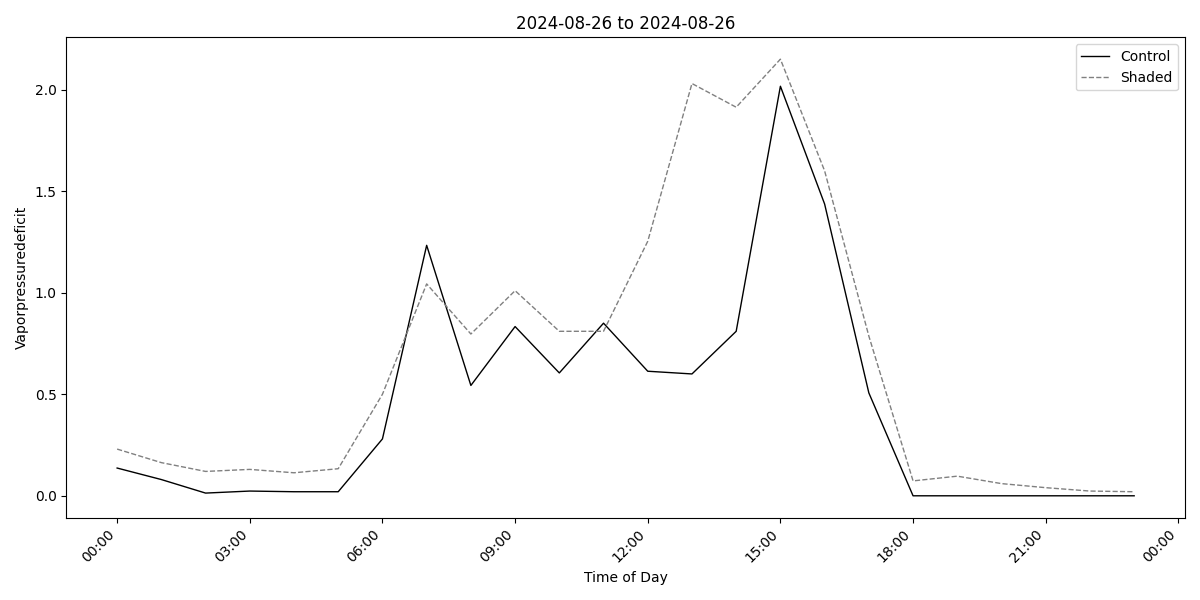 2024-08-26 to 2024-08-26
Control
Shaded
Vaporpressuredeficit
2.0
1.5
1.0
0.5
0.0
00:00
03:00
06:00
09:00
12:00
15:00
18:00
21:00
00:00
Time of Day